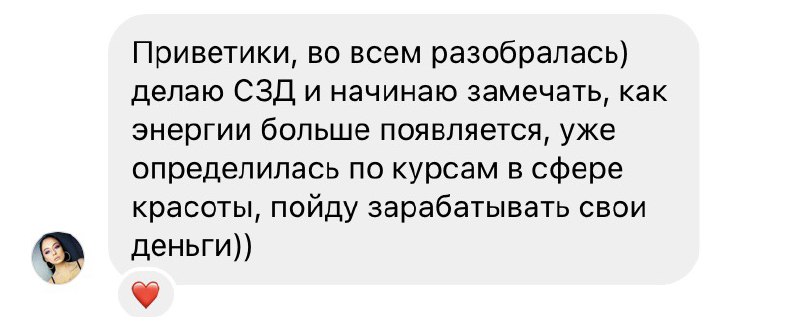 Приветики, во всем разобралась)
делаю СЗД и начинаю замечать, как
энергии больше появляется, уже
определилась по курсам в сфере
красоты, пойду зарабатывать свои
деньги))